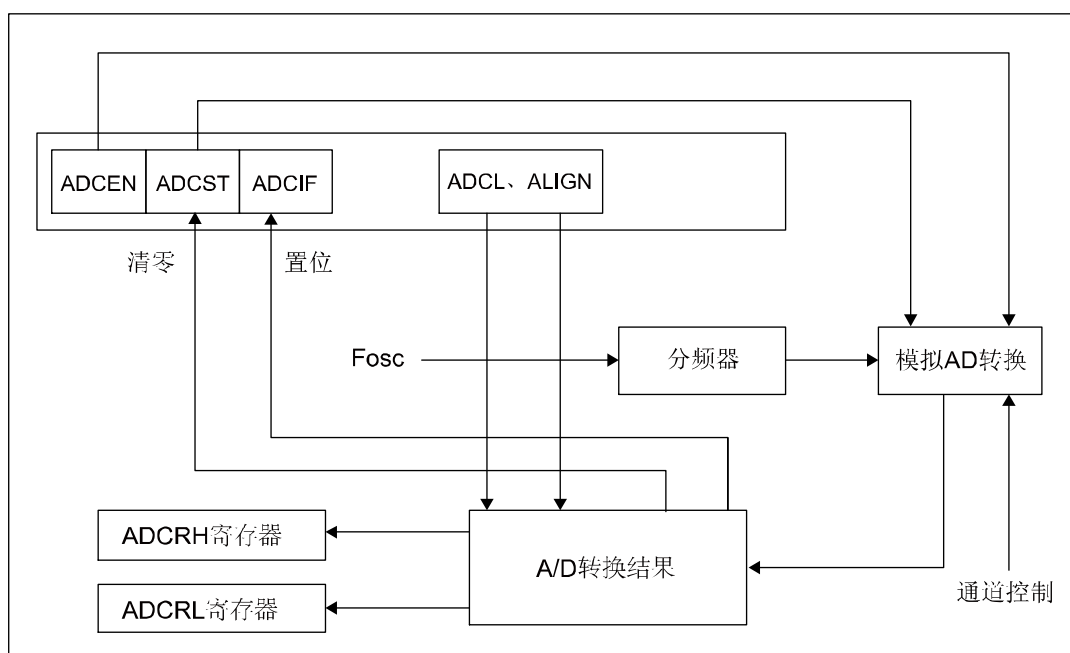 ADCEN
ADCST
ADCIF
ADCL、ALIGN
清零
置位
Fosc
分频器
模拟AD转换
ADCRH寄存器
A/D转换结果
ADCRL寄存器
通道控制